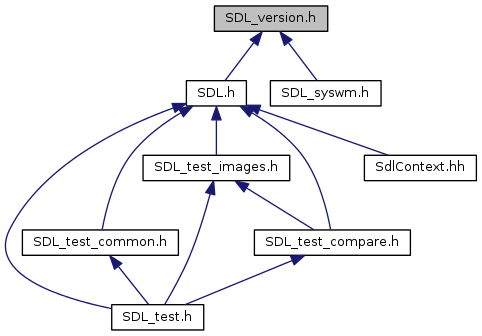 SDL_version.h
SDL.h
SDL_syswm.h
SDL_test_images.h
SdlContext.hh
SDL_test_common.h
SDL_test_compare.h
SDL_test.h